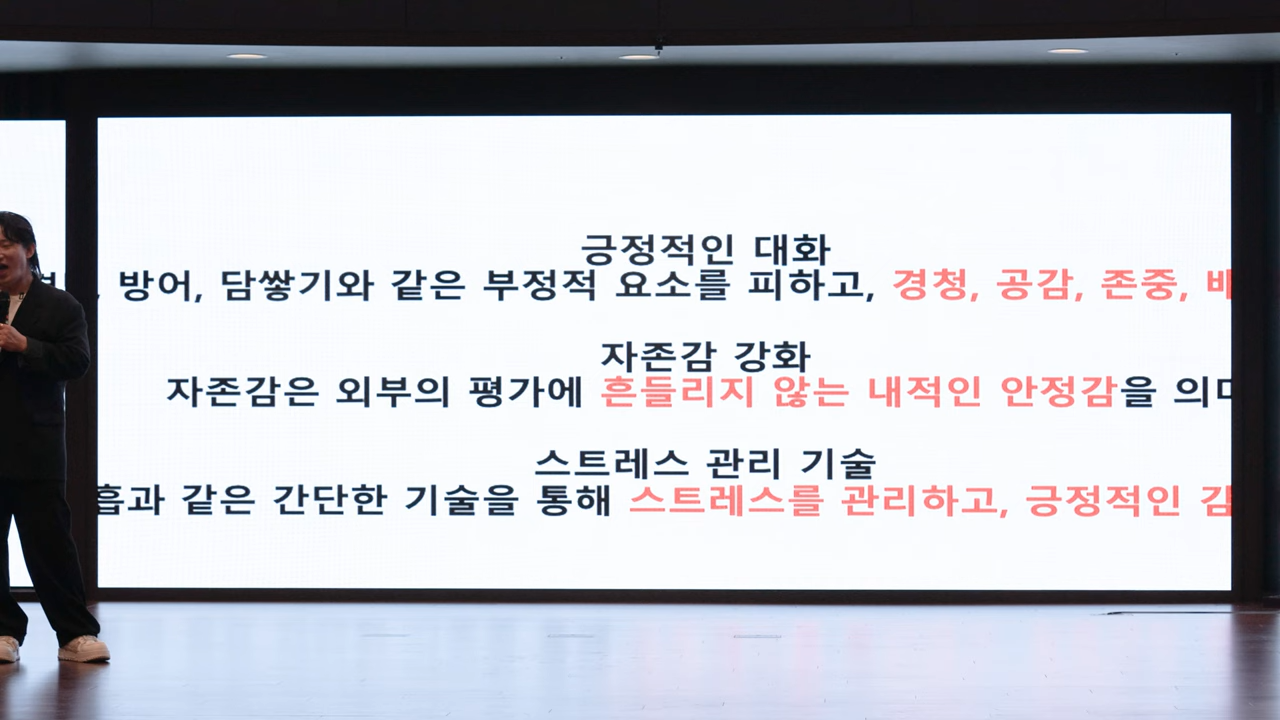 긍정적인 대화
방어, 담쌓기와 같은 부정적 요소를 피하고, 경청, 공감, 존중,
자존감 강화
자존감은 외부의 평가에 흔들리지 않는 내적인 안정감을
스트레스 관리 기술
같은 간단한 기술을 통해 스트레스를 관리하고, 긍정적인